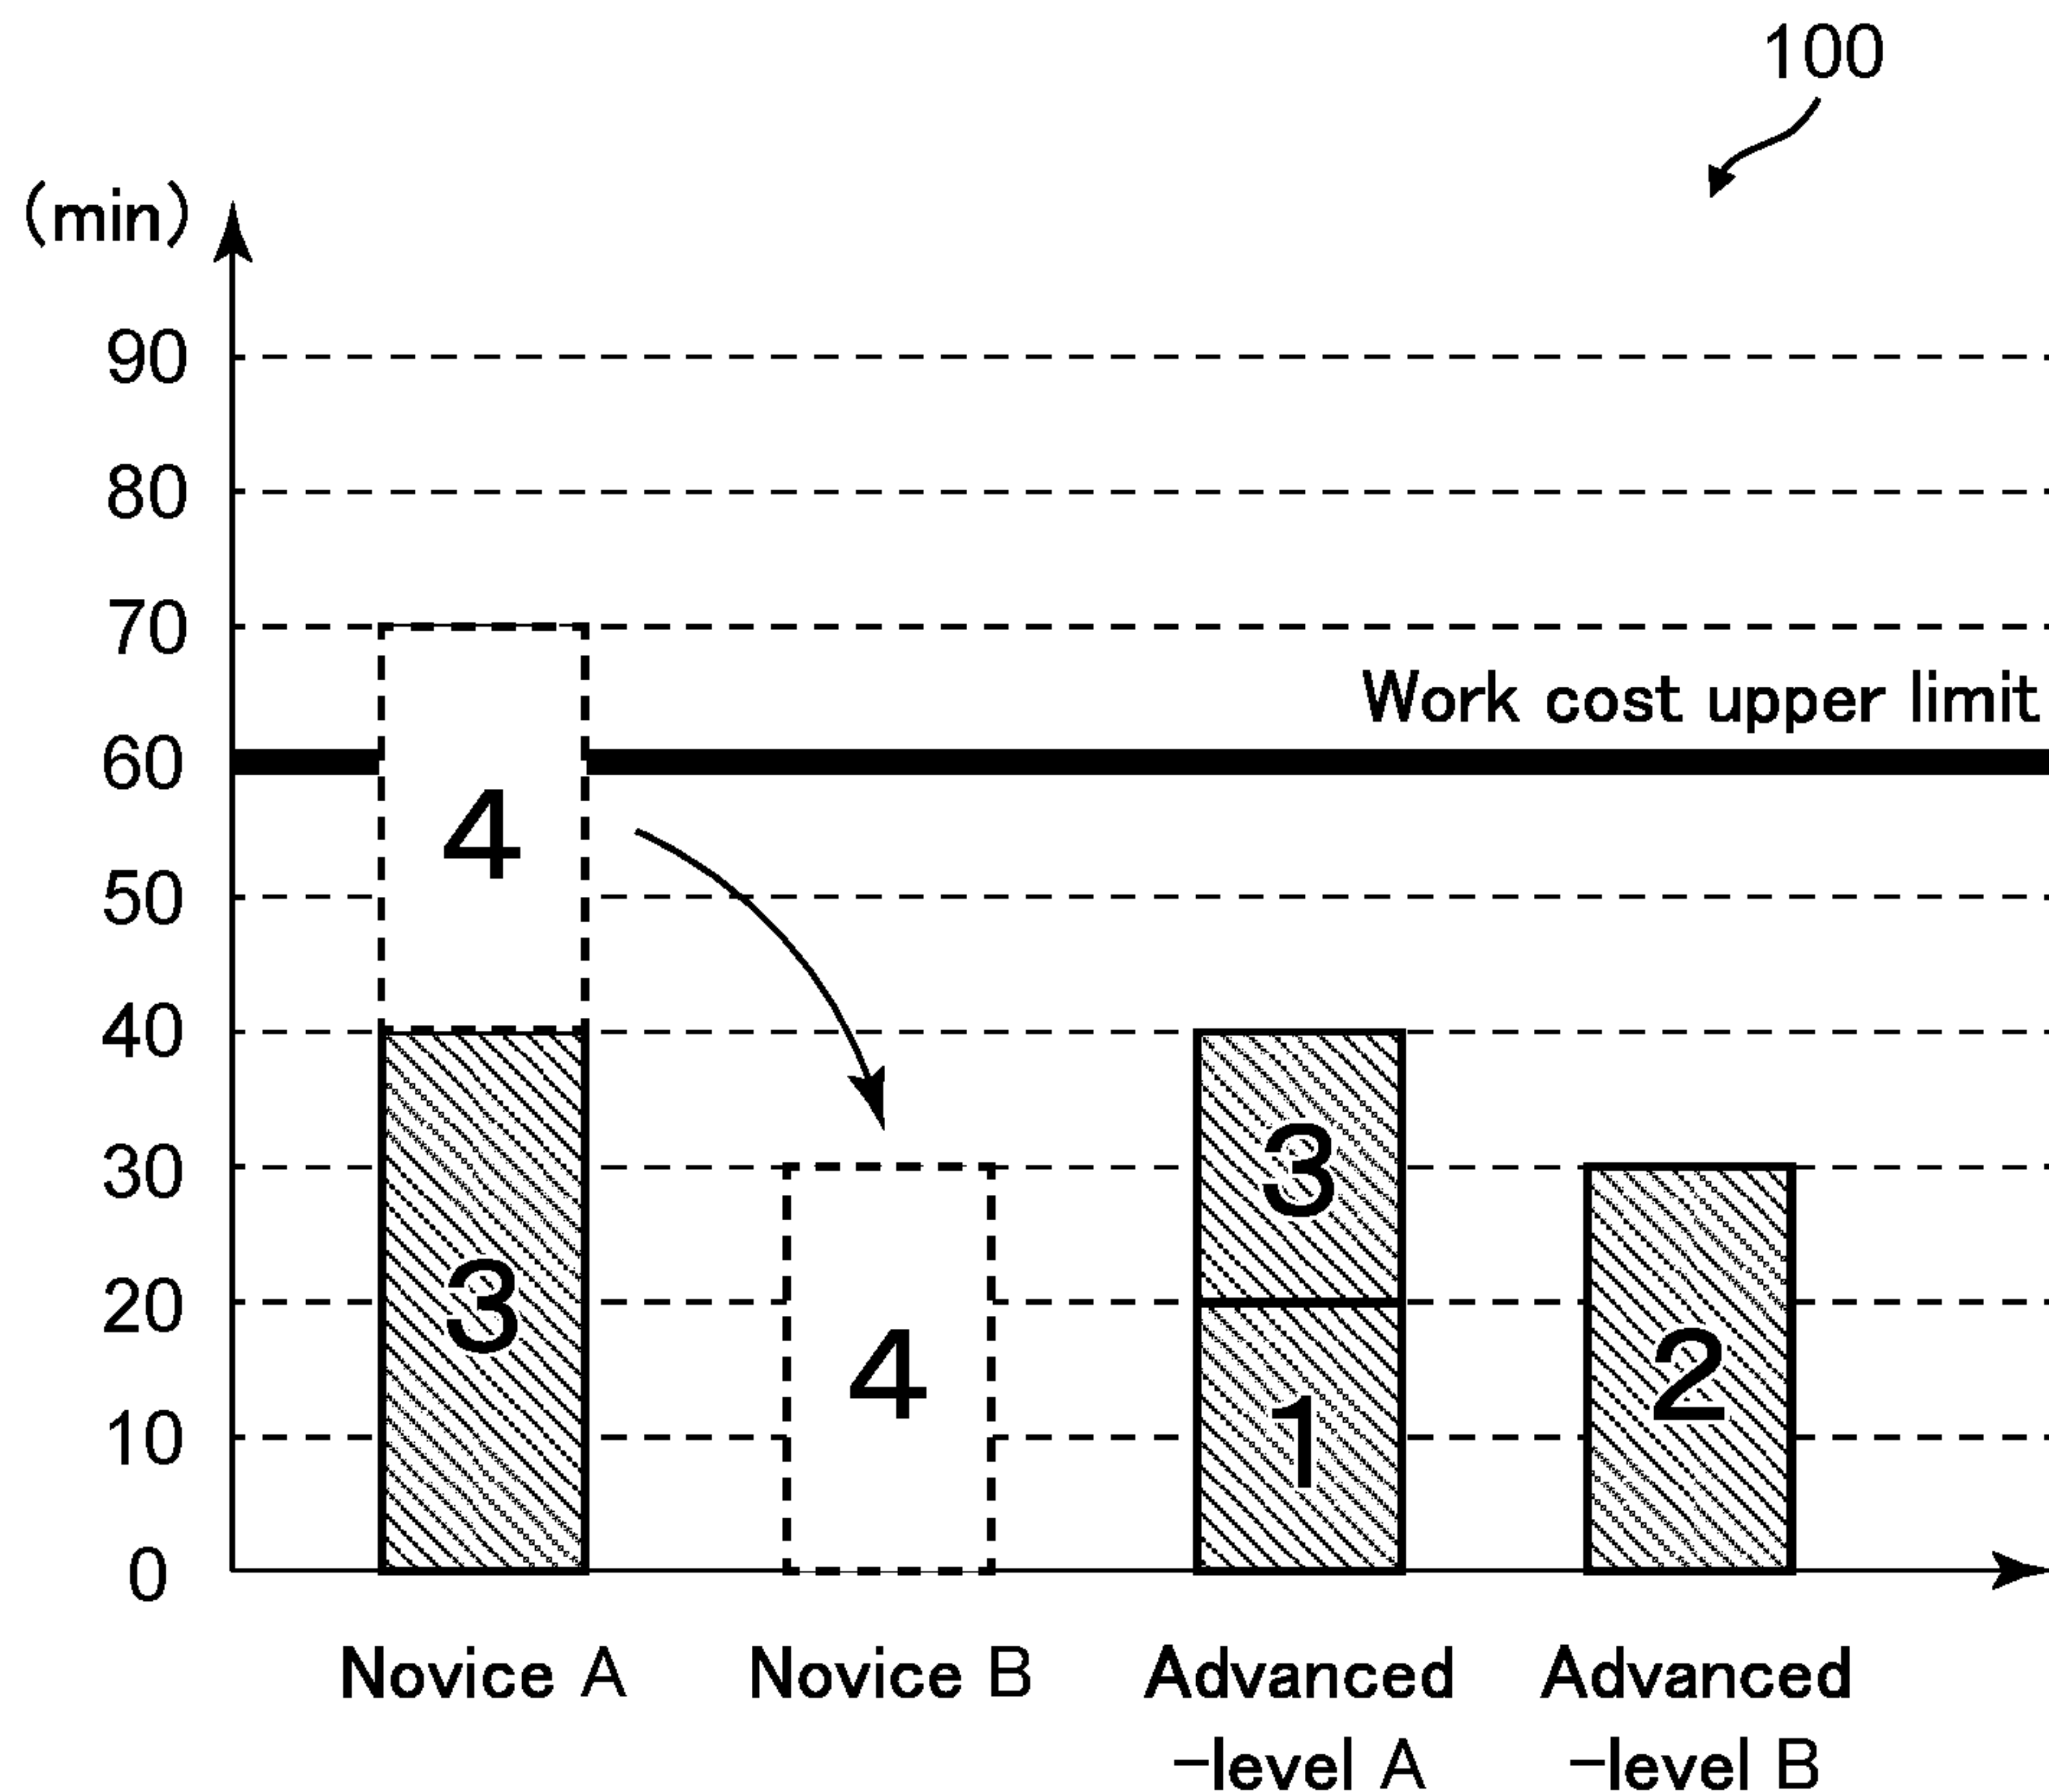 100
(min)
90
80
70
Work cost upper limit
60
4
50
40
3
30
20
3
4
2
1
10
0
Novice A
Novice B
Advanced
-level A
Advanced
-level B